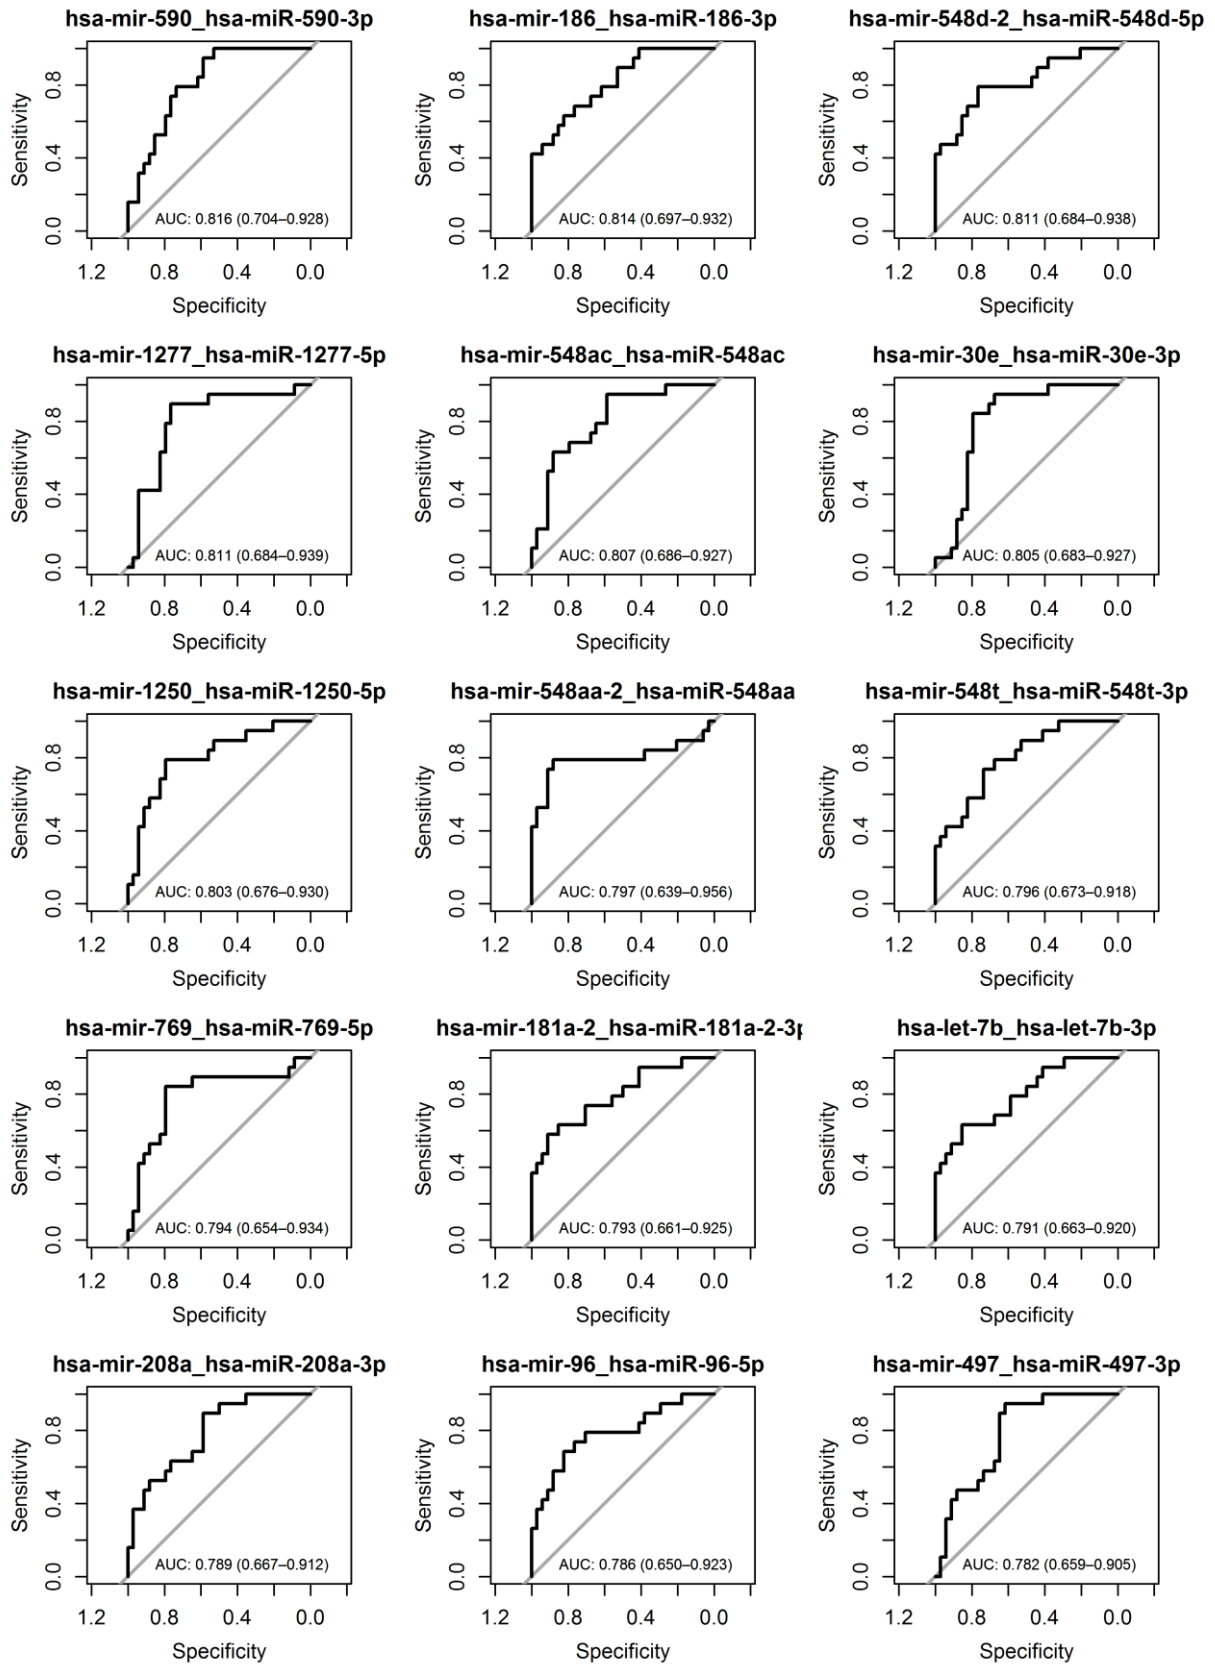 hsa-mir-590_hsa-miR-590-3p
Sensitivity
0.0 0.4 0.8
AUC: 0.816 (0.704–0.928)
1.2 0.8 0.4 0.0
Specificity
hsa-mir-186_hsa-miR-186-3p
Sensitivity
0.0 0.4 0.8
AUC: 0.814 (0.697–0.932)
1.2 0.8 0.4 0.0
Specificity
hsa-mir-548d-2_hsa-miR-548d-5p
Sensitivity
0.0 0.4 0.8
AUC: 0.811 (0.684–0.938)
1.2 0.8 0.4 0.0
Specificity
hsa-mir-1277_hsa-miR-1277-5p
Sensitivity
0.0 0.4 0.8
AUC: 0.811 (0.684–0.939)
1.2 0.8 0.4 0.0
Specificity
hsa-mir-548ac_hsa-miR-548ac
Sensitivity
0.0 0.4 0.8
AUC: 0.807 (0.686–0.927)
1.2 0.8 0.4 0.0
Specificity
hsa-mir-30e_hsa-miR-30e-3p
Sensitivity
0.0 0.4 0.8
AUC: 0.805 (0.683–0.927)
1.2 0.8 0.4 0.0
Specificity
hsa-mir-1250_hsa-miR-1250-5p
Sensitivity
0.0 0.4 0.8
AUC: 0.803 (0.676–0.930)
1.2 0.8 0.4 0.0
Specificity
hsa-mir-548aa-2_hsa-miR-548aa
Sensitivity
0.0 0.4 0.8
AUC: 0.797 (0.639–0.956)
1.2 0.8 0.4 0.0
Specificity
hsa-mir-548t_hsa-miR-548t-3p
Sensitivity
0.0 0.4 0.8
AUC: 0.796 (0.673–0.918)
1.2 0.8 0.4 0.0
Specificity
hsa-mir-769_hsa-miR-769-5p
Sensitivity
0.0 0.4 0.8
AUC: 0.794 (0.654–0.934)
1.2 0.8 0.4 0.0
Specificity
hsa-mir-181a-2_hsa-miR-181a-2-3p
Sensitivity
0.0 0.4 0.8
AUC: 0.793 (0.661–0.925)
1.2 0.8 0.4 0.0
Specificity
hsa-let-7b_hsa-let-7b-3p
Sensitivity
0.0 0.4 0.8
AUC: 0.791 (0.663–0.920)
1.2 0.8 0.4 0.0
Specificity
hsa-mir-208a_hsa-miR-208a-3p
Sensitivity
0.0 0.4 0.8
AUC: 0.789 (0.667–0.912)
1.2 0.8 0.4 0.0
Specificity
hsa-mir-96_hsa-miR-96-5p
Sensitivity
0.0 0.4 0.8
AUC: 0.786 (0.650–0.923)
1.2 0.8 0.4 0.0
Specificity
hsa-mir-497_hsa-miR-497-3p
Sensitivity
0.0 0.4 0.8
AUC: 0.782 (0.659–0.905)
1.2 0.8 0.4 0.0
Specificity